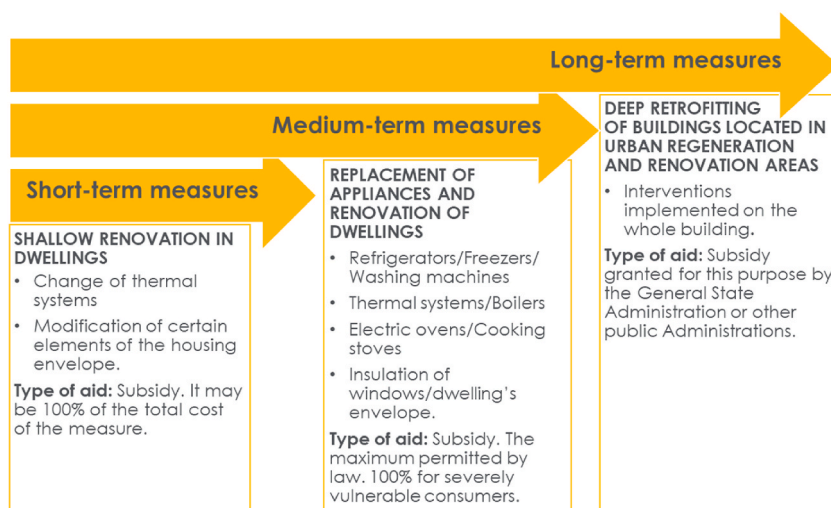 Long-term measures
Medium-term measures
Short-term measures
SHALLOW RENOVATION IN
DWELLINGS
• Change of thermal
systems
• Modification of certain
elements of the housing
envelope.
Type of aid: Subsidy. It may
be 100% of the total cost
of the measure.
REPLACEMENT OF
APPLIANCES AND
RENOVATION OF
DWELLINGS
• Refrigerators/Freezers/
Washing machines
• Thermal systems/Boilers
• Electric ovens/Cooking
stoves
• Insulation of
windows/dwelling’s
envelope.
Type of aid: Subsidy. The
maximum permitted by
law. 100% for severely
vulnerable consumers.
DEEP RETROFITTING
OF BUILDINGS LOCATED IN
URBAN REGENERATION
AND RENOVATION AREAS
• Interventions
implemented on the
whole building.
Type of aid: Subsidy
granted for this purpose by
the General State
Administration or other
public Administrations.